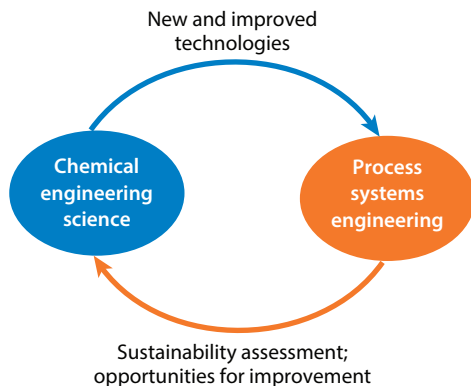 New and improved
technologies
Chemical
engineering
science
Process
systems
engineering
Sustainability assessment;
opportunities for improvement